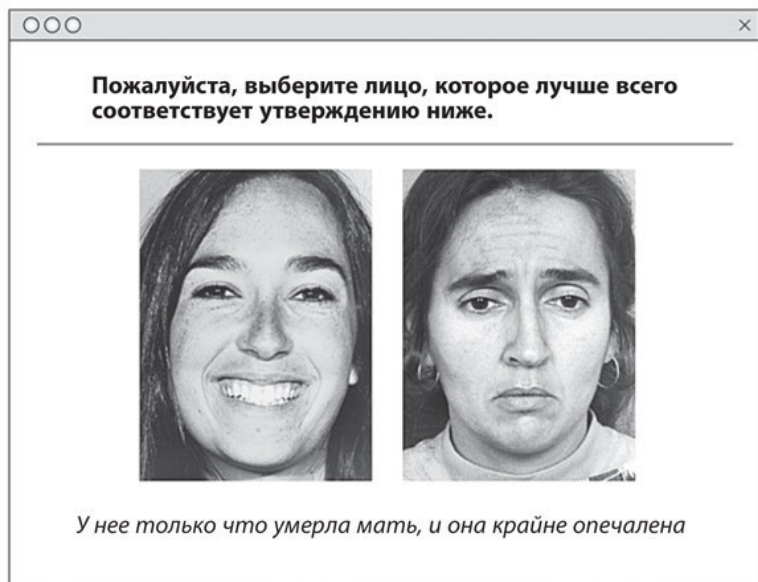 Пожалуйста, выберите лицо, которое лучше всего
соответствует утверждению ниже.
У нее только что умерла мать, и она крайне опечалена